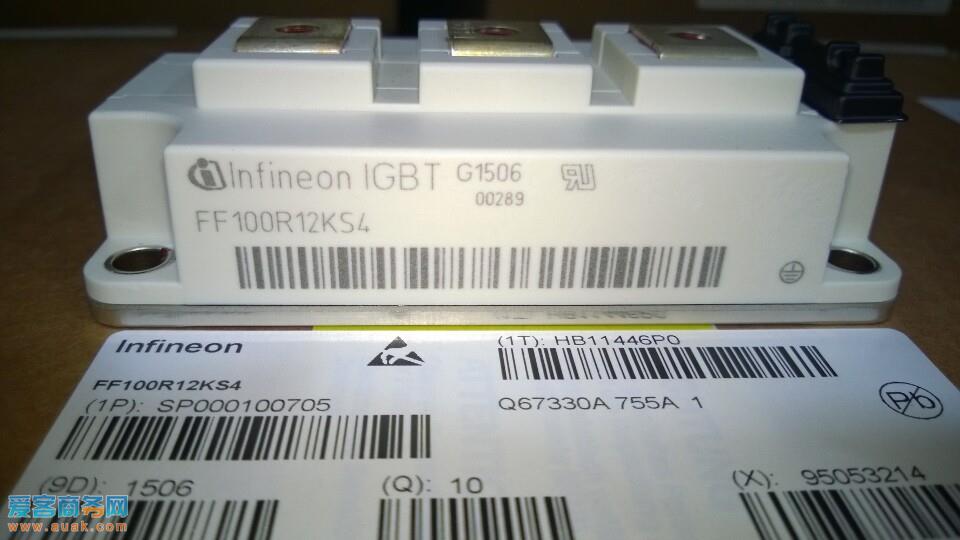 Infineon IGBT G1506
00289
FF100R12KS4
Infineon
(1T): HB11446P0
FF100R12KS4
(1P): SP000100705
Q67330A 755A 1
Pb
(9D): 1506
(Q): 10
(X): 95053214
爱客商务网
www.auak.com